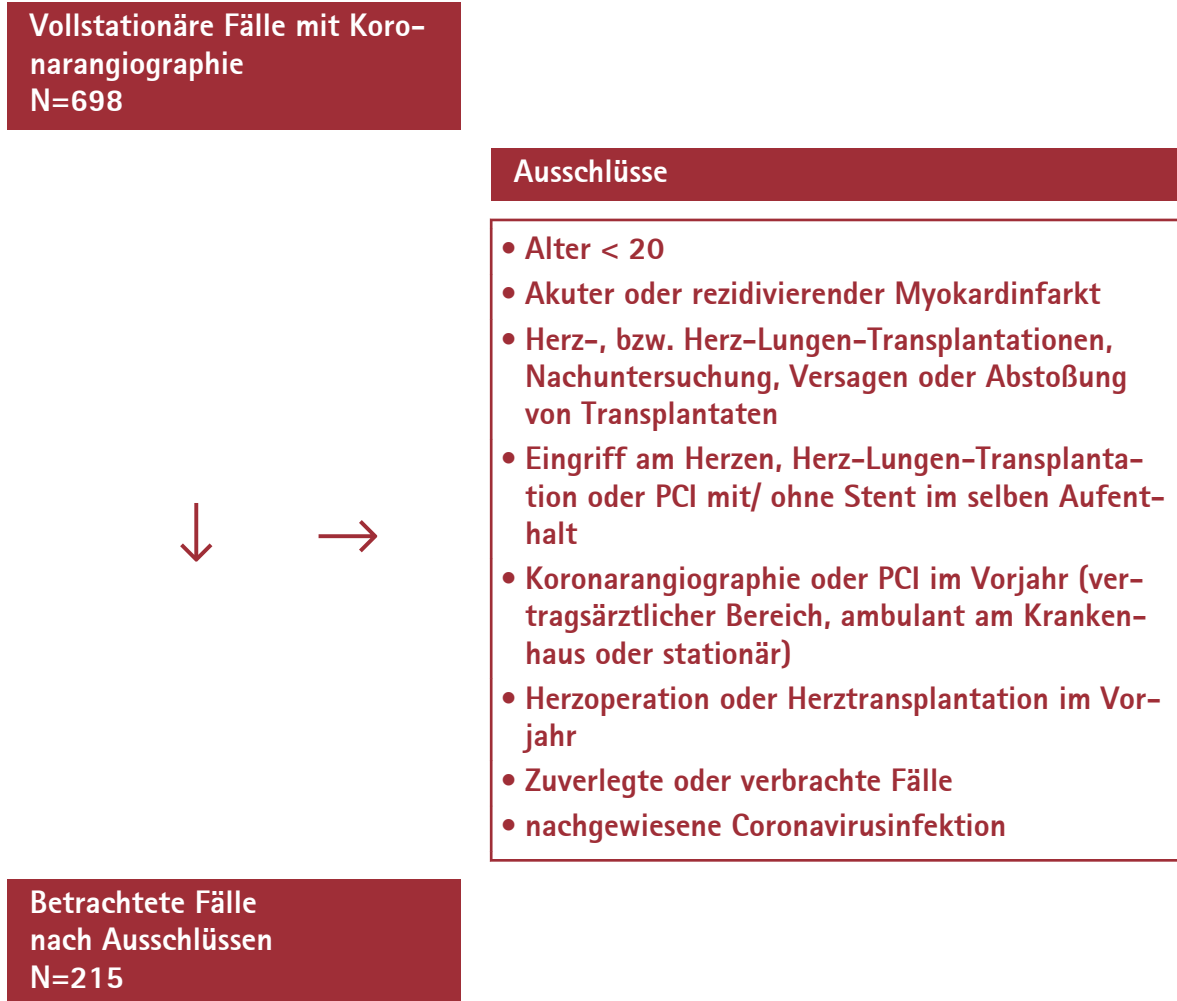 Vollstationäre Fälle mit Koro-
narangiographie
N=698
Ausschlüsse
• Alter < 20
• Akuter oder rezidivierender Myokardinfarkt
• Herz-, bzw. Herz-Lungen-Transplantationen,
Nachuntersuchung, Versagen oder Abstoßung
von Transplantaten
• Eingriff am Herzen, Herz-Lungen-Transplanta-
tion oder PCI mit/ ohne Stent im selben Aufent-
halt
• Koronarangiographie oder PCI im Vorjahr (ver-
tragsärztlicher Bereich, ambulant am Kranken-
haus oder stationär)
• Herzoperation oder Herztransplantation im Vor-
jahr
• Zuverlegte oder verbrachte Fälle
• nachgewiesene Coronavirusinfektion
↓ →
Betrachtete Fälle
nach Ausschlüssen
N=215